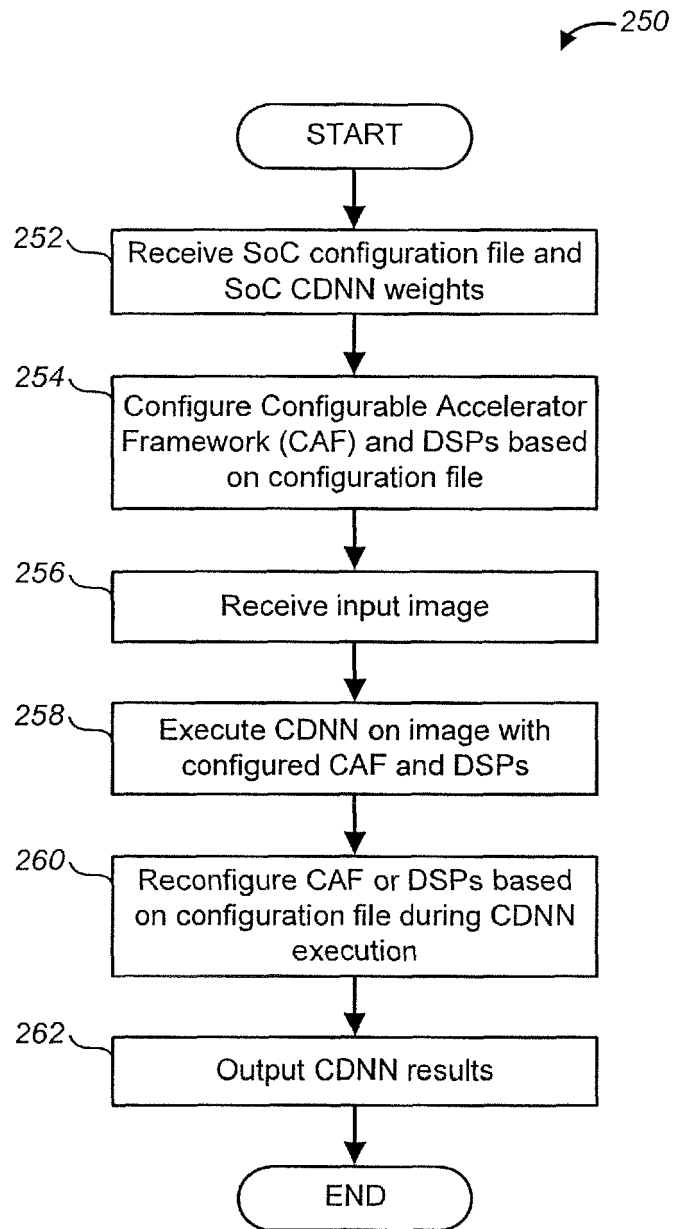 250
START
252
Receive SoC configuration file and
SoC CDNN weights
254
Configure Configurable Accelerator
Framework (CAF) and DSPs based
on configuration file
256
Receive input image
258
Execute CDNN on image with
configured CAF and DSPs
260
Reconfigure CAF or DSPs based
on configuration file during CDNN
execution
262
Output CDNN results
END